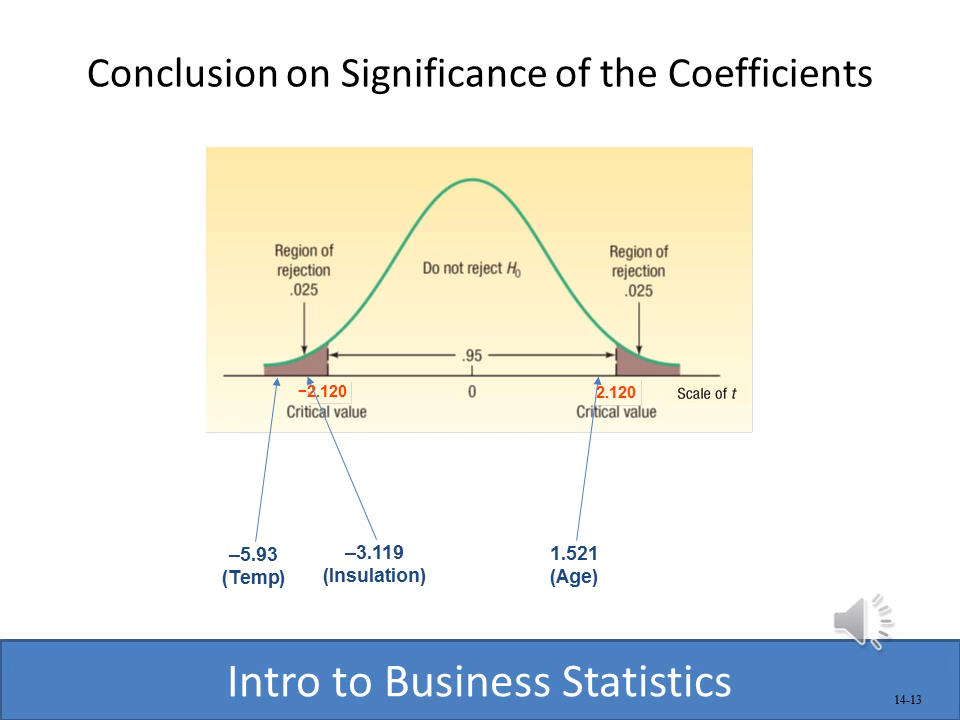 Conclusion on Significance of the Coefficients
Region of
rejection
.025
Do not reject H₀
Region of
rejection
.025
.95
−2.120
0
2.120
Scale of t
Critical value
Critical value
–5.93
(Temp)
–3.119
(Insulation)
1.521
(Age)
Intro to Business Statistics
14-13